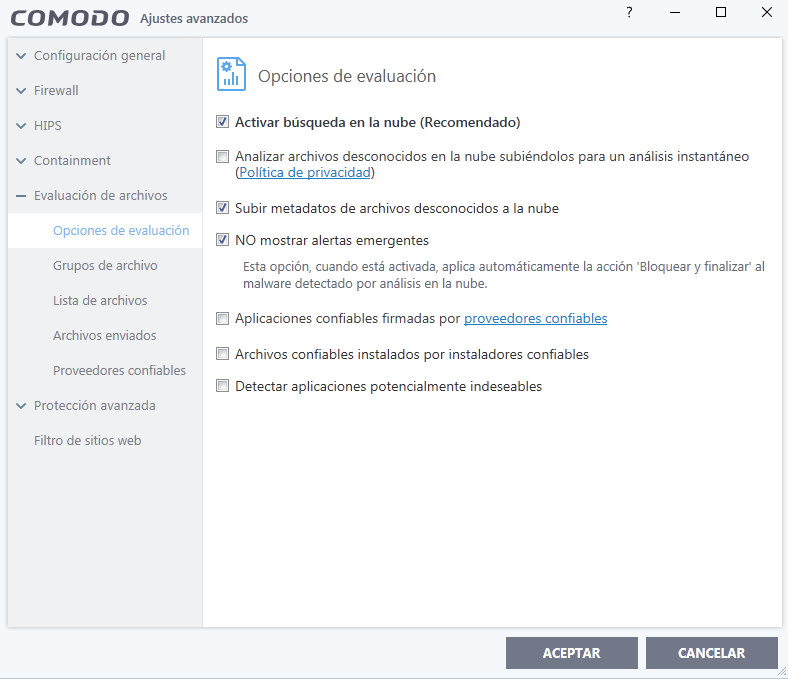 COMODO Ajustes avanzados ?
Configuración general
Firewall
HIPS
Containment
Evaluación de archivos
Opciones de evaluación
Grupos de archivo
Lista de archivos
Archivos enviados
Proveedores confiables
Protección avanzada
Filtro de sitios web
Opciones de evaluación
Activar búsqueda en la nube (Recomendado)
Analizar archivos desconocidos en la nube subiéndolos para un análisis instantáneo
(Política de privacidad)
Subir metadatos de archivos desconocidos a la nube
NO mostrar alertas emergentes
Esta opción, cuando está activada, aplica automáticamente la acción 'Bloquear y finalizar' al
malware detectado por análisis en la nube.
Aplicaciones confiables firmadas por proveedores confiables
Archivos confiables instalados por instaladores confiables
Detectar aplicaciones potencialmente indeseables
ACEPTAR
CANCELAR